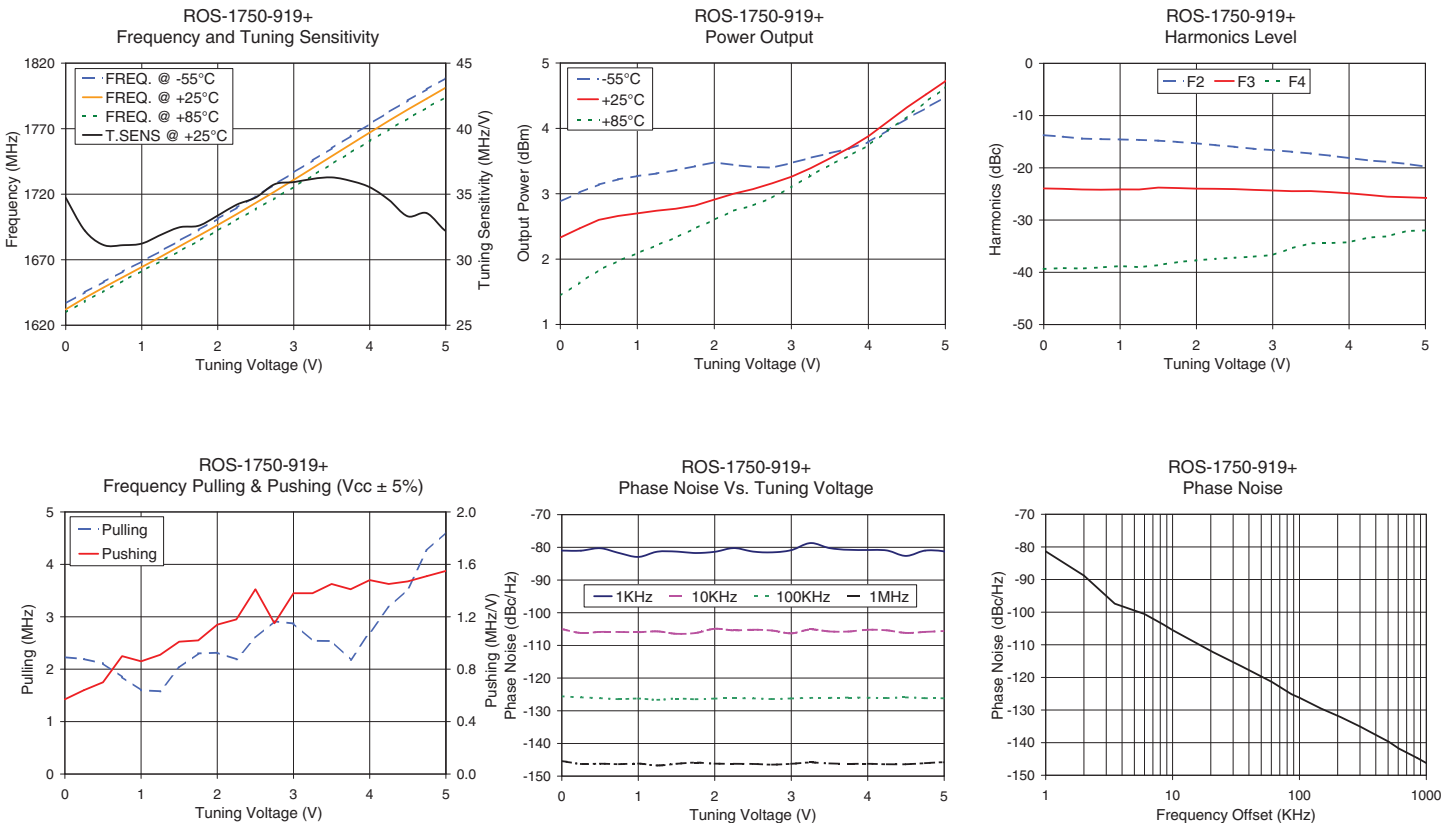 ROS-1750-919+
Frequency and Tuning Sensitivity
FREQ. @ -55°C
FREQ. @ +25°C
FREQ. @ +85°C
T.SENS @ +25°C
Frequency (MHz)
1820
1770
1720
1670
1620
Tuning Sensitivity (MHz/V)
45
40
35
30
25
0 1 2 3 4 5
Tuning Voltage (V)
ROS-1750-919+
Power Output
-55°C
+25°C
+85°C
Output Power (dBm)
5
4
3
2
1
0 1 2 3 4 5
Tuning Voltage (V)
ROS-1750-919+
Harmonics Level
F2 F3 F4
Harmonics (dBc)
0
-10
-20
-30
-40
-50
0 1 2 3 4 5
Tuning Voltage (V)
ROS-1750-919+
Frequency Pulling & Pushing (Vcc ± 5%)
Pulling
Pushing
Pulling (MHz)
5
4
3
2
1
0
Pushing (MHz/V)
2.0
1.6
1.2
0.8
0.4
0.0
0 1 2 3 4 5
Tuning Voltage (V)
ROS-1750-919+
Phase Noise Vs. Tuning Voltage
1KHz 10KHz 100KHz 1MHz
Phase Noise (dBc/Hz)
-70
-80
-90
-100
-110
-120
-130
-140
-150
0 1 2 3 4 5
Tuning Voltage (V)
ROS-1750-919+
Phase Noise
Phase Noise (dBc/Hz)
-70
-80
-90
-100
-110
-120
-130
-140
-150
1 10 100 1000
Frequency Offset (KHz)